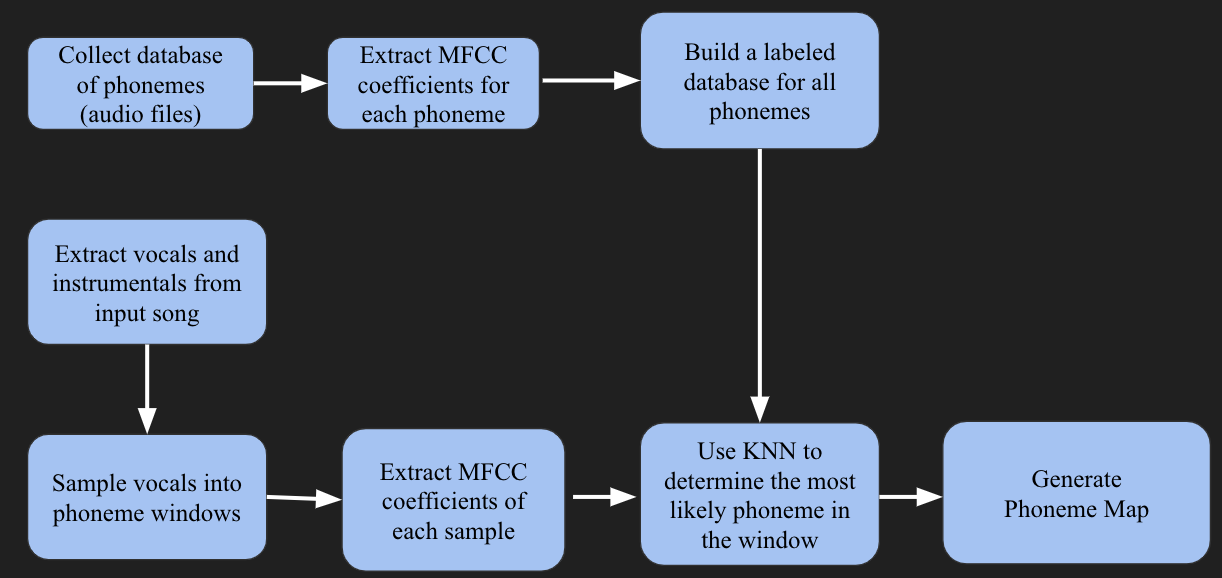 Collect database
of phonemes
(audio files)
Extract MFCC
coefficients for
each phoneme
Build a labeled
database for all
phonemes
Extract vocals and
instrumentals from
input song
Sample vocals into
phoneme windows
Extract MFCC
coefficients of
each sample
Use KNN to
determine the most
likely phoneme in
the window
Generate
Phoneme Map